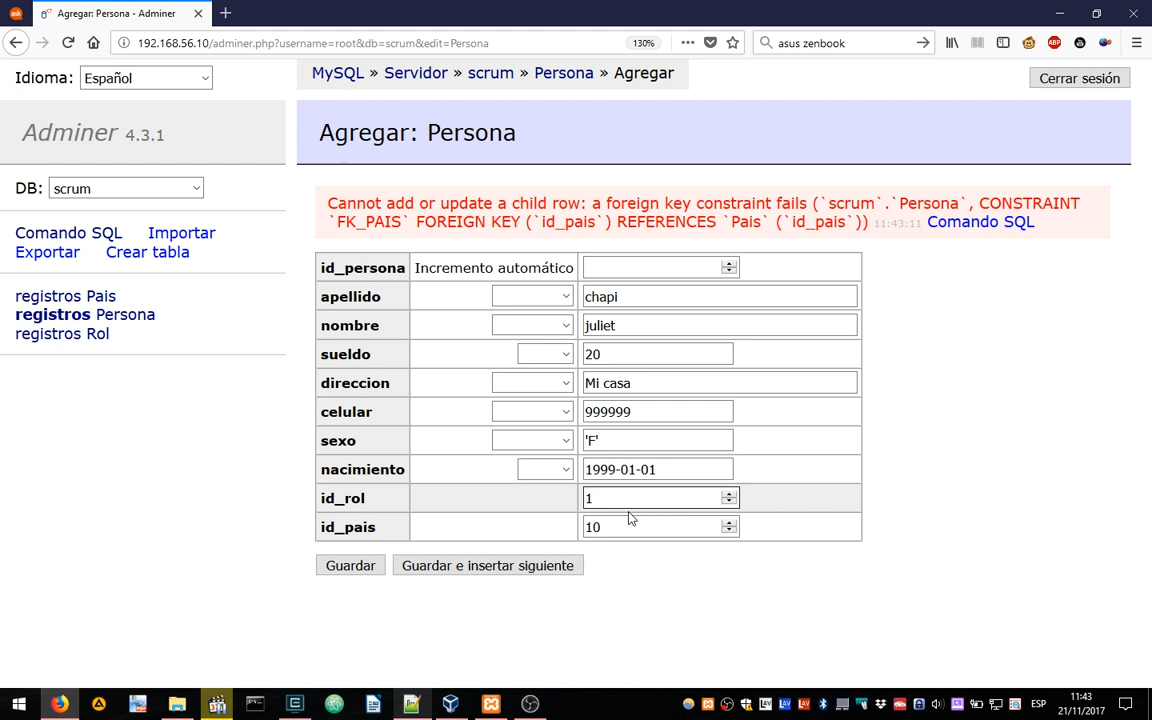 Agregar: Persona - Adminer
192.168.56.10/adminer.php?username=root&db=scrum&edit=Persona
130%
asus zenbook
Idioma: Español
MySQL » Servidor » scrum » Persona » Agregar
Cerrar sesión
Adminer 4.3.1
Agregar: Persona
DB: scrum
Cannot add or update a child row: a foreign key constraint fails (`scrum`.`Persona`, CONSTRAINT
`FK_PAIS` FOREIGN KEY (`id_pais`) REFERENCES `Pais` (`id_pais`)) 11:43:11 Comando SQL
Comando SQL Importar
Exportar Crear tabla
registros Pais
registros Persona
registros Rol
id_persona Incremento automático
apellido chapi
nombre juliet
sueldo 20
direccion Mi casa
celular 999999
sexo 'F'
nacimiento 1999-01-01
id_rol 1
id_pais 10
Guardar Guardar e insertar siguiente
ESP
11:43
21/11/2017